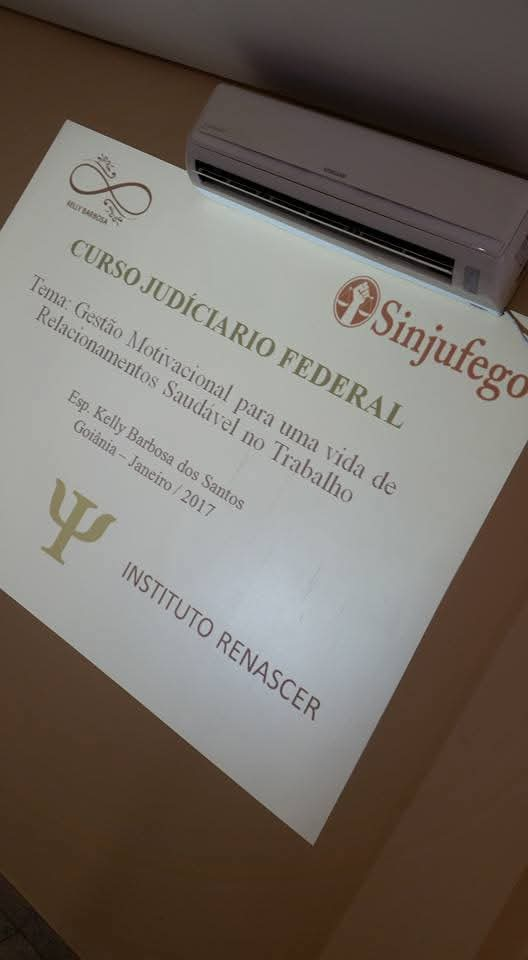 KELLY BARBOSA
Sinjufego
CURSO JUDÍCIARIO FEDERAL
Tema: Gestão Motivacional para uma vida de
Relacionamentos Saudável no Trabalho
Esp. Kelly Barbosa dos Santos
Goiânia – Janeiro / 2017
Ψ
INSTITUTO RENASCER